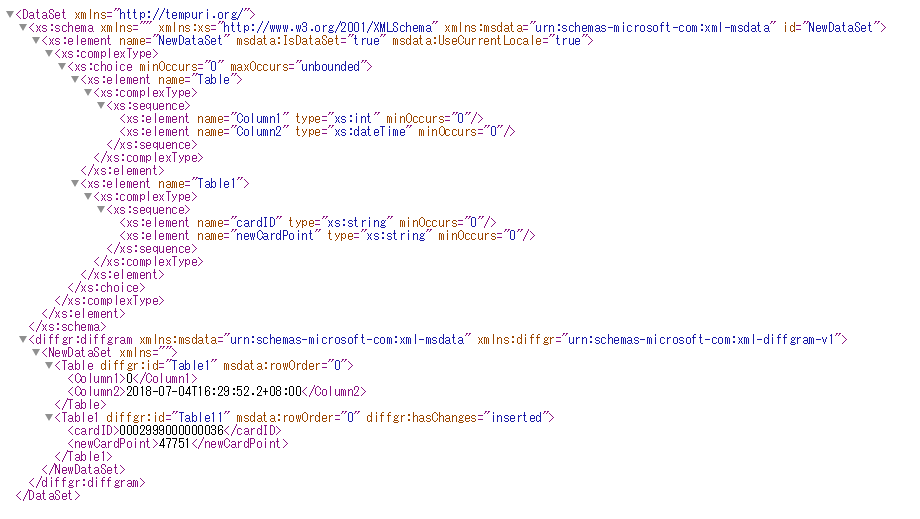 <DataSet xmlns="http://tempuri.org/">
<xs:schema xmlns="" xmlns:xs="http://www.w3.org/2001/XMLSchema" xmlns:msdata="urn:schemas-microsoft-com:xml-msdata" id="NewDataSet">
<xs:element name="NewDataSet" msdata:IsDataSet="true" msdata:UseCurrentLocale="true">
<xs:complexType>
<xs:choice minOccurs="0" maxOccurs="unbounded">
<xs:element name="Table">
<xs:complexType>
<xs:sequence>
<xs:element name="Column1" type="xs:int" minOccurs="0"/>
<xs:element name="Column2" type="xs:dateTime" minOccurs="0"/>
</xs:sequence>
</xs:complexType>
</xs:element>
<xs:element name="Table1">
<xs:complexType>
<xs:sequence>
<xs:element name="cardID" type="xs:string" minOccurs="0"/>
<xs:element name="newCardPoint" type="xs:string" minOccurs="0"/>
</xs:sequence>
</xs:complexType>
</xs:element>
</xs:choice>
</xs:complexType>
</xs:element>
</xs:schema>
<diffgr:diffgram xmlns:msdata="urn:schemas-microsoft-com:xml-msdata" xmlns:diffgr="urn:schemas-microsoft-com:xml-diffgram-v1">
<NewDataSet xmlns="">
<Table diffgr:id="Table1" msdata:rowOrder="0">
<Column1>0</Column1>
<Column2>2018-07-04T16:29:52.2+08:00</Column2>
</Table>
<Table1 diffgr:id="Table11" msdata:rowOrder="0" diffgr:hasChanges="inserted">
<cardID>0002999000000036</cardID>
<newCardPoint>47751</newCardPoint>
</Table1>
</NewDataSet>
</diffgr:diffgram>
</DataSet>